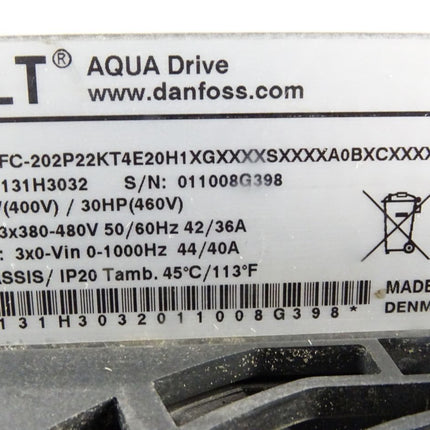 LT® AQUA Drive
www.danfoss.com
FC-202P22KT4E20H1XGXXXXSXXXXA0BXCXXXX
131H3032 S/N: 011008G398
(400V) / 30HP(460V)
3x380-480V 50/60Hz 42/36A
: 3x0-Vin 0-1000Hz 44/40A
ASSIS/ IP20 Tamb. 45°C/113°F
MADE
DENM
131H3032011008G398*